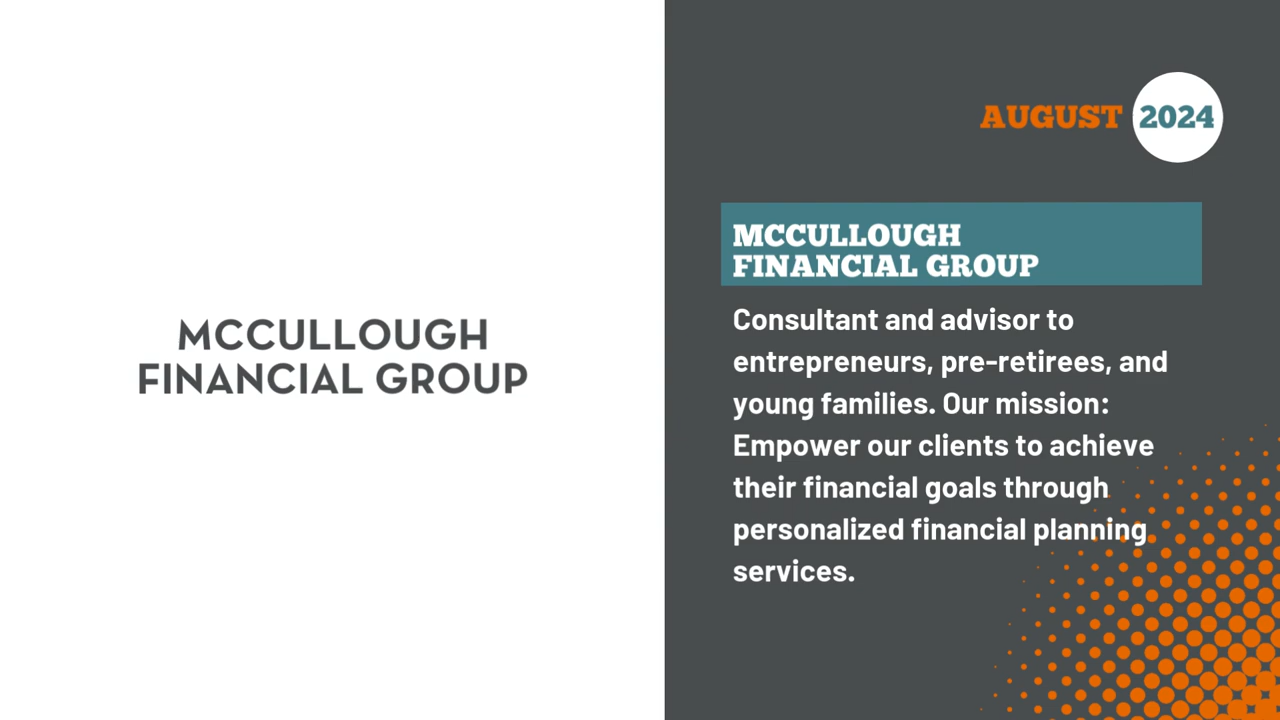 MCCULLOUGH
FINANCIAL GROUP
AUGUST 2024
MCCULLOUGH
FINANCIAL GROUP
Consultant and advisor to
entrepreneurs, pre-retirees, and
young families. Our mission:
Empower our clients to achieve
their financial goals through
personalized financial planning
services.